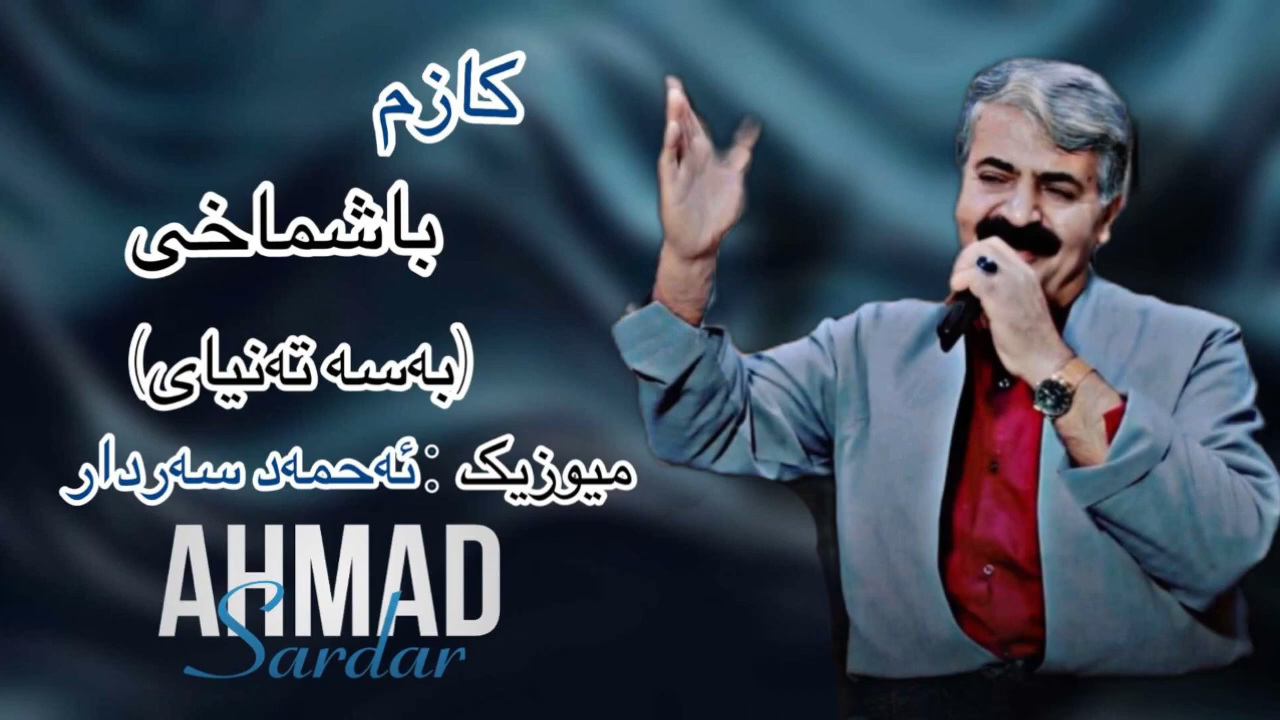 کازم
باشماخی
(بەسە تەنیای)
میوزیک : ئەحمەد سەردار
AHMAD
Sardar